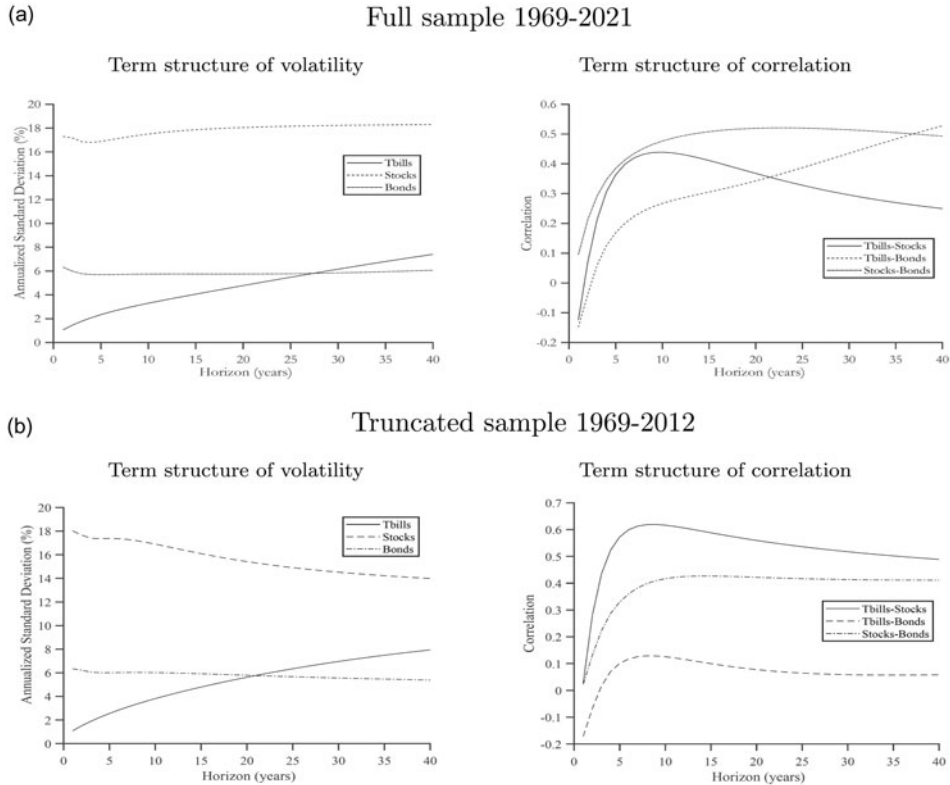 (a)
Full sample 1969-2021
Term structure of volatility
Term structure of correlation
Annualized Standard Deviation (%)
20
18
16
14
12
10
8
6
4
2
0
Tbills
Stocks
Bonds
0 5 10 15 20 25 30 35 40
Horizon (years)
Correlation
0.6
0.5
0.4
0.3
0.2
0.1
0
-0.1
-0.2
Tbills-Stocks
Tbills-Bonds
Stocks-Bonds
0 5 10 15 20 25 30 35 40
Horizon (years)
(b)
Truncated sample 1969-2012
Term structure of volatility
Term structure of correlation
Annualized Standard Deviation (%)
20
18
16
14
12
10
8
6
4
2
0
Tbills
Stocks
Bonds
0 5 10 15 20 25 30 35 40
Horizon (years)
Correlation
0.7
0.6
0.5
0.4
0.3
0.2
0.1
0
-0.1
-0.2
Tbills-Stocks
Tbills-Bonds
Stocks-Bonds
0 5 10 15 20 25 30 35 40
Horizon (years)